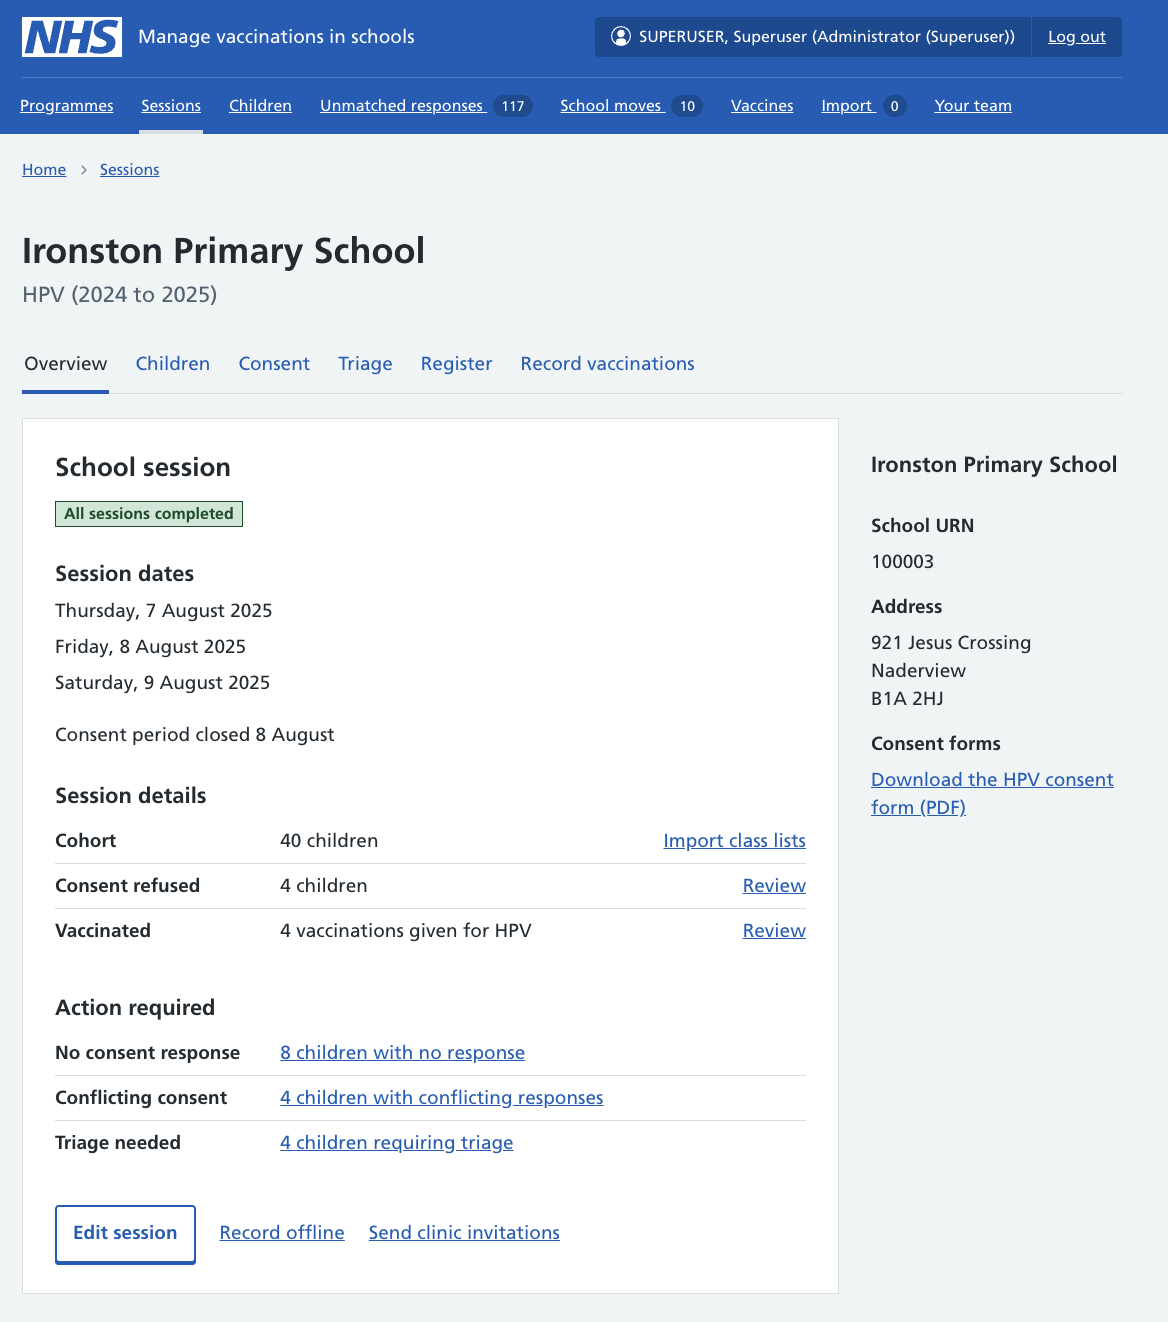 NHS Manage vaccinations in schools SUPERUSER, Superuser (Administrator (Superuser)) Log out
Programmes Sessions Children Unmatched responses 117 School moves 10 Vaccines Import 0 Your team
Home > Sessions
Ironston Primary School
HPV (2024 to 2025)
Overview Children Consent Triage Register Record vaccinations
School session
All sessions completed
Session dates
Thursday, 7 August 2025
Friday, 8 August 2025
Saturday, 9 August 2025
Consent period closed 8 August
Session details
Cohort 40 children Import class lists
Consent refused 4 children Review
Vaccinated 4 vaccinations given for HPV Review
Action required
No consent response 8 children with no response
Conflicting consent 4 children with conflicting responses
Triage needed 4 children requiring triage
Edit session Record offline Send clinic invitations
Ironston Primary School
School URN
100003
Address
921 Jesus Crossing
Naderview
B1A 2HJ
Consent forms
Download the HPV consent
form (PDF)